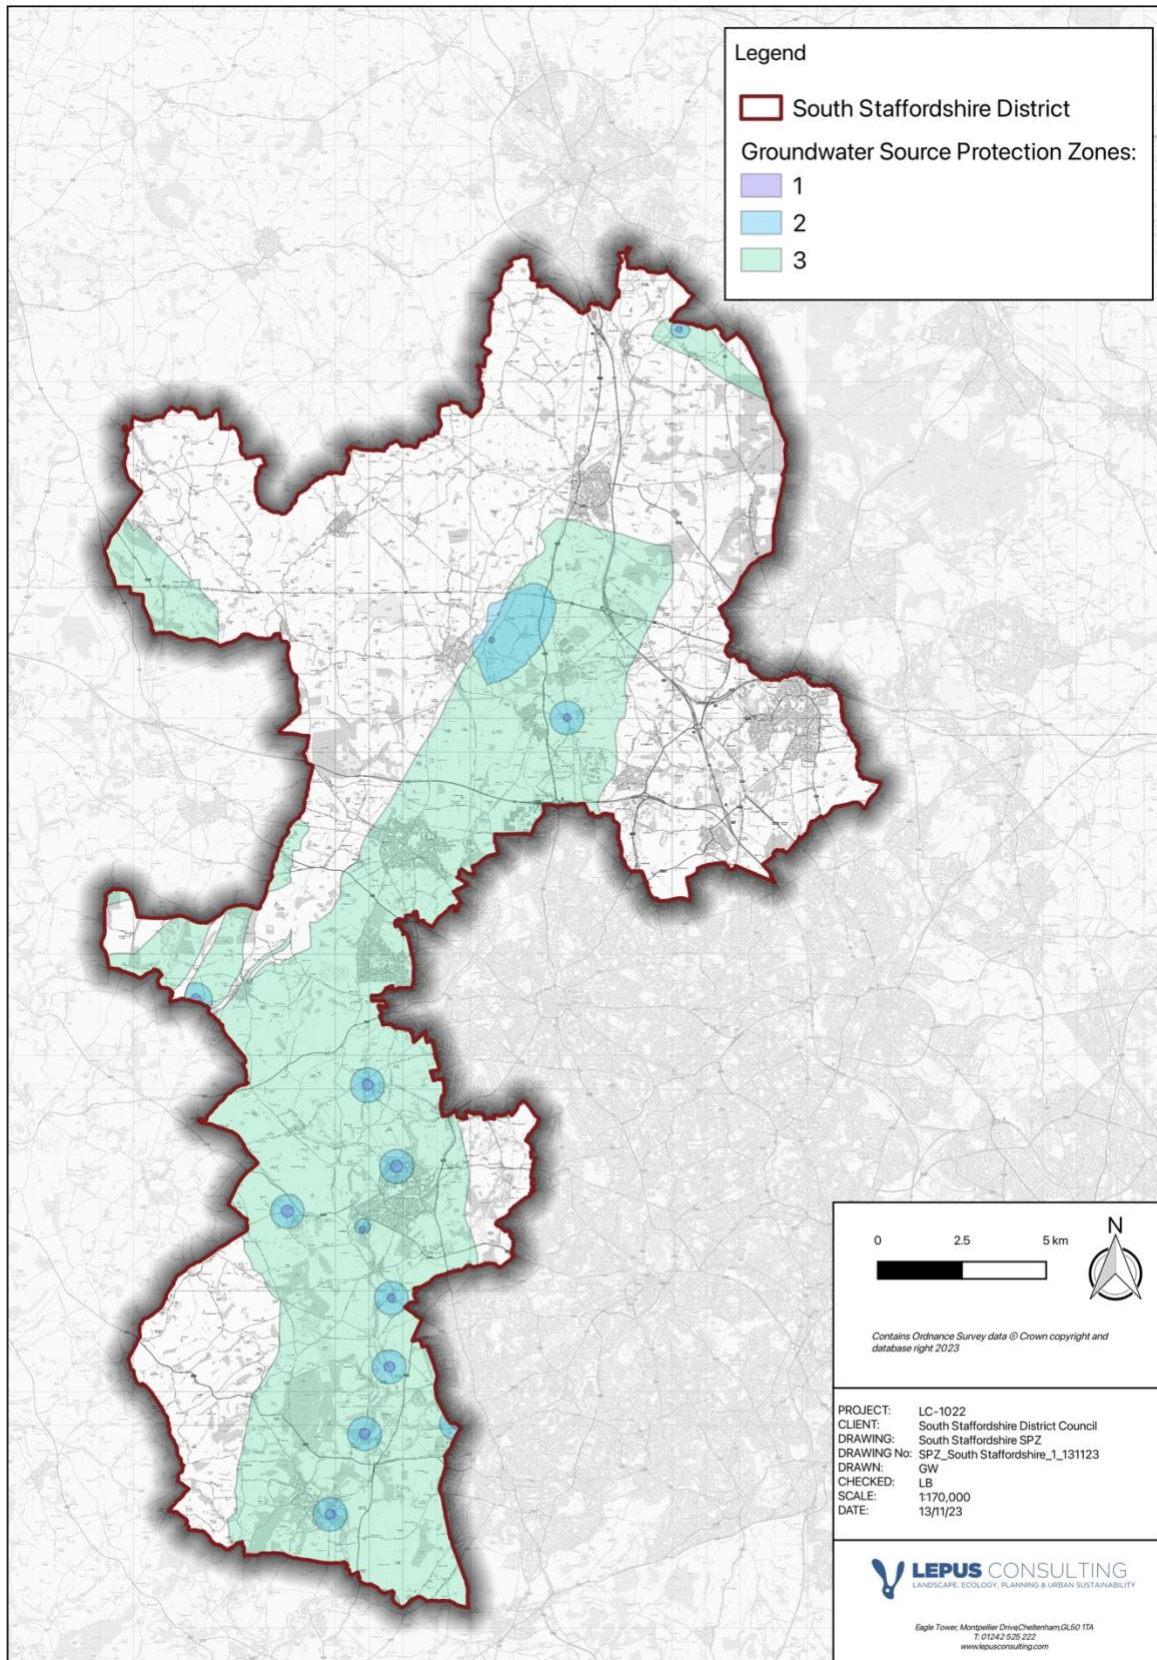 Legend
South Staffordshire District
Groundwater Source Protection Zones:
1
2
3
0 2.5 5 km
N
Contains Ordnance Survey data © Crown copyright and
database right 2023
PROJECT: LC-1022
CLIENT: South Staffordshire District Council
DRAWING: South Staffordshire SPZ
DRAWING No: SPZ_South Staffordshire_1_131123
DRAWN: GW
CHECKED: LB
SCALE: 1:170,000
DATE: 13/11/23
LEPUS CONSULTING
LANDSCAPE, ECOLOGY, PLANNING & URBAN SUSTAINABILITY
Eagle Tower, Montpellier Drive,Cheltenham,GL50 1TA
T: 01242 525 222
www.lepusconsulting.com